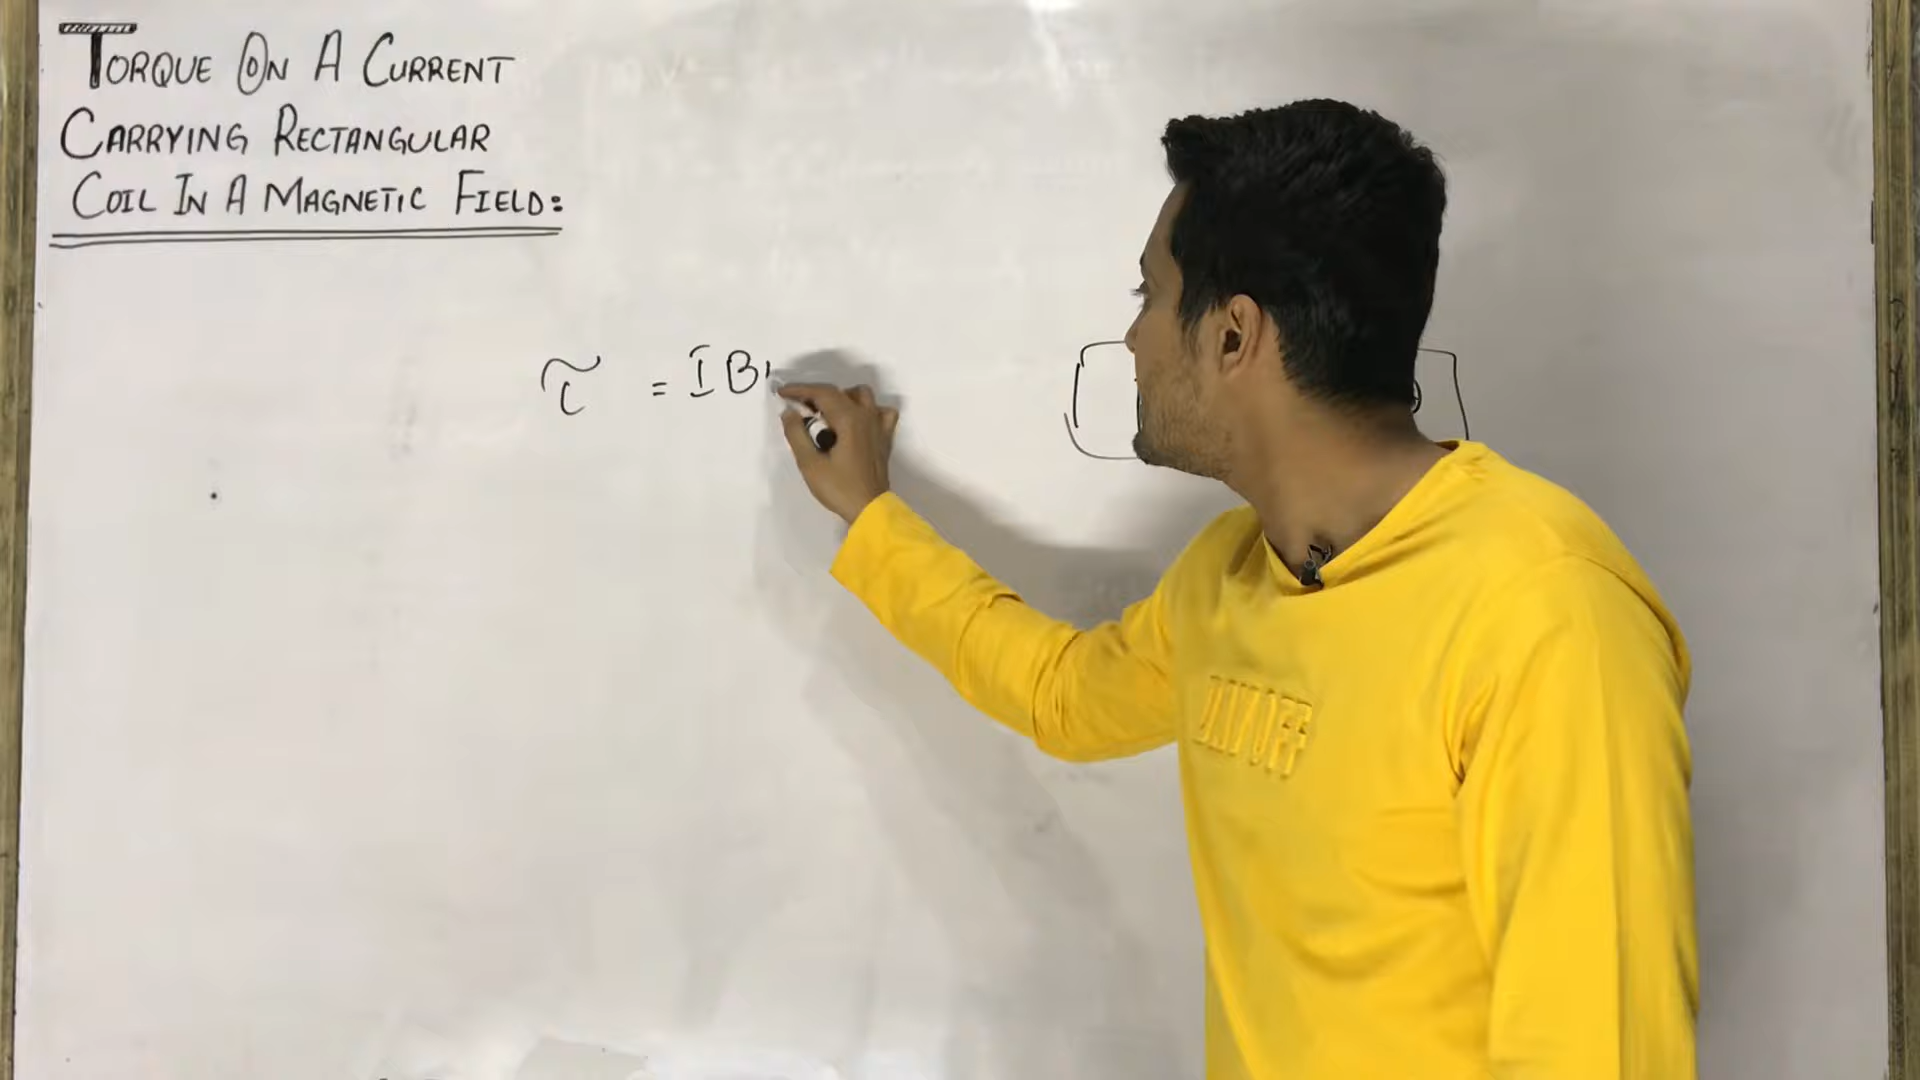 TORQUE ON A CURRENT
CARRYING RECTANGULAR
COIL IN A MAGNETIC FIELD:
τ = IB